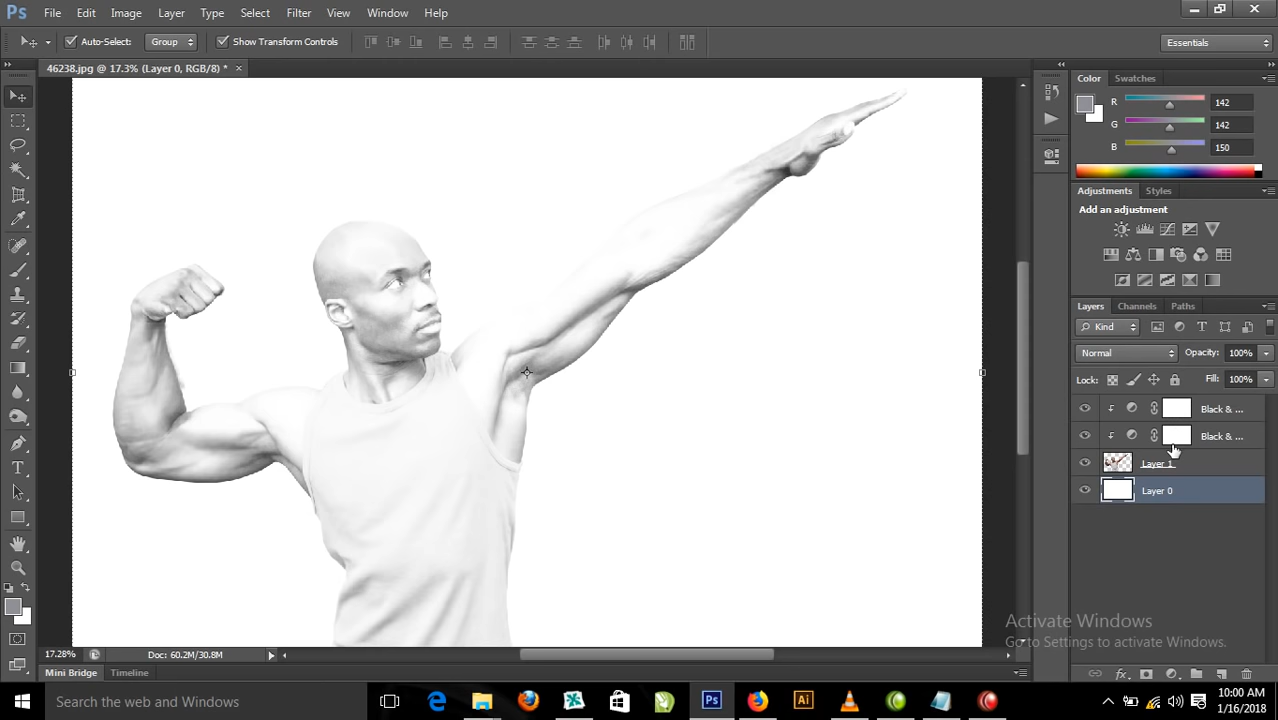 Ps File Edit Image Layer Type Select Filter View Window Help
Auto-Select: Group Show Transform Controls Essentials
46238.jpg @ 17.3% (Layer 0, RGB/8) * ×
Color Swatches
R 142
G 142
B 150
Adjustments Styles
Add an adjustment
Layers Channels Paths
Kind
Normal Opacity: 100%
Lock: Fill: 100%
Black & ...
Black & ...
Layer 1
Layer 0
Activate Windows
Go to Settings to activate Windows.
17.28% Doc: 60.2M/30.8M
Mini Bridge Timeline
Search the web and Windows
Ps Ai
10:00 AM
1/16/2018